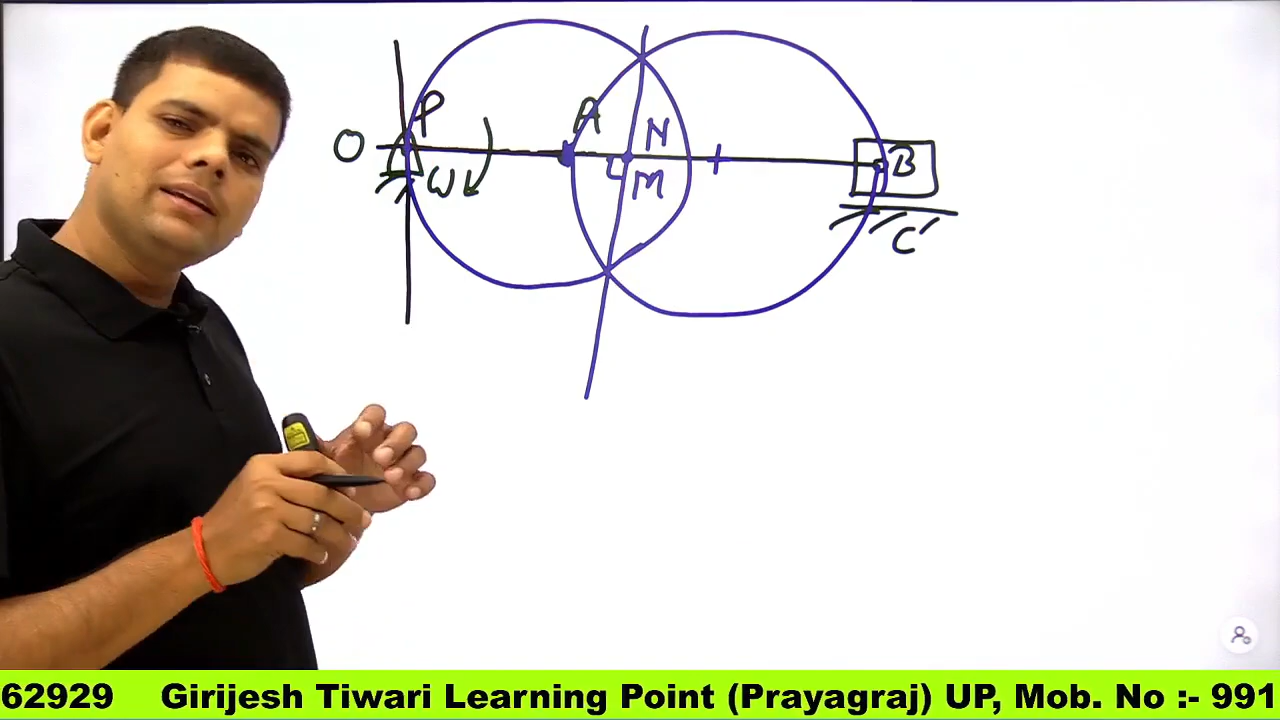 P
A
O
N
B
W
M
C'
62929 Girijesh Tiwari Learning Point (Prayagraj) UP, Mob. No :- 991